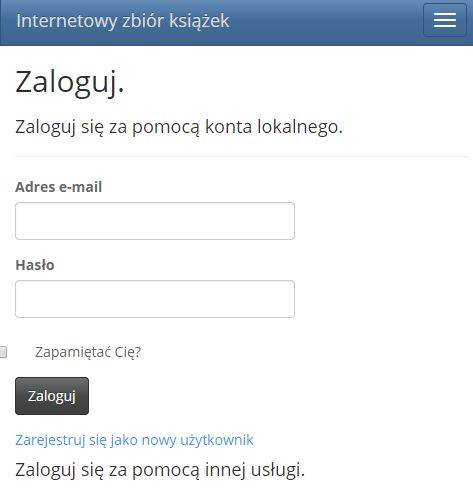 Internetowy zbiór książek
Zaloguj.
Zaloguj się za pomocą konta lokalnego.
Adres e-mail
Hasło
Zapamiętać Cię?
Zaloguj
Zarejestruj się jako nowy użytkownik
Zaloguj się za pomocą innej usługi.